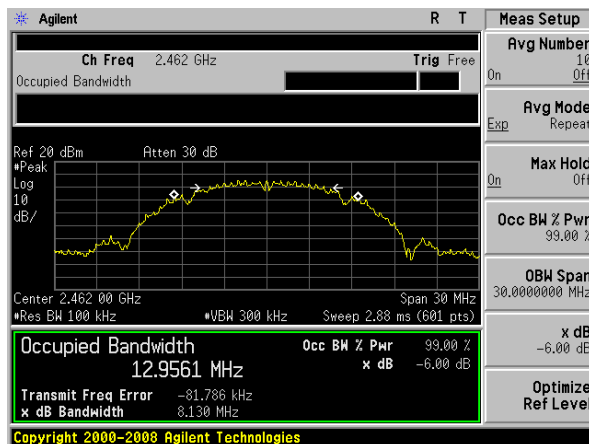 Agilent R T Meas Setup
Ch Freq 2.462 GHz Trig Free
Occupied Bandwidth
Avg Number
10
On Off
Avg Mode
Exp Repeat
Max Hold
On Off
Occ BW % Pwr
99.00 %
OBW Span
30.0000000 MHz
x dB
-6.00 dB
Optimize
Ref Level
Ref 20 dBm Atten 30 dB
#Peak
Log
10
dB/
Center 2.462 00 GHz Span 30 MHz
#Res BW 100 kHz #VBW 300 kHz Sweep 2.88 ms (601 pts)
Occupied Bandwidth Occ BW % Pwr 99.00 %
12.9561 MHz x dB -6.00 dB
Transmit Freq Error -81.786 kHz
x dB Bandwidth 8.130 MHz
Copyright 2000-2008 Agilent Technologies